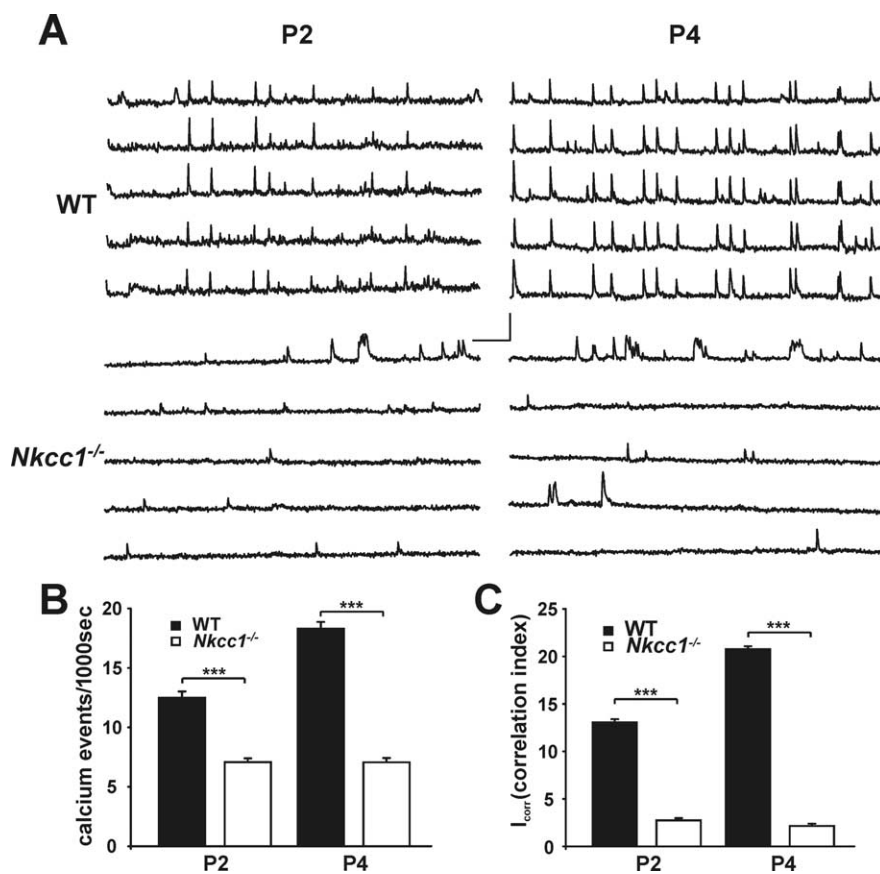 A
P2
P4
WT
Nkcc1-/-
B
calcium events/1000sec
20
15
10
5
0
WT
Nkcc1-/-
***
***
P2
P4
C
Icorr (correlation index)
25
20
15
10
5
0
WT
Nkcc1-/-
***
***
P2
P4